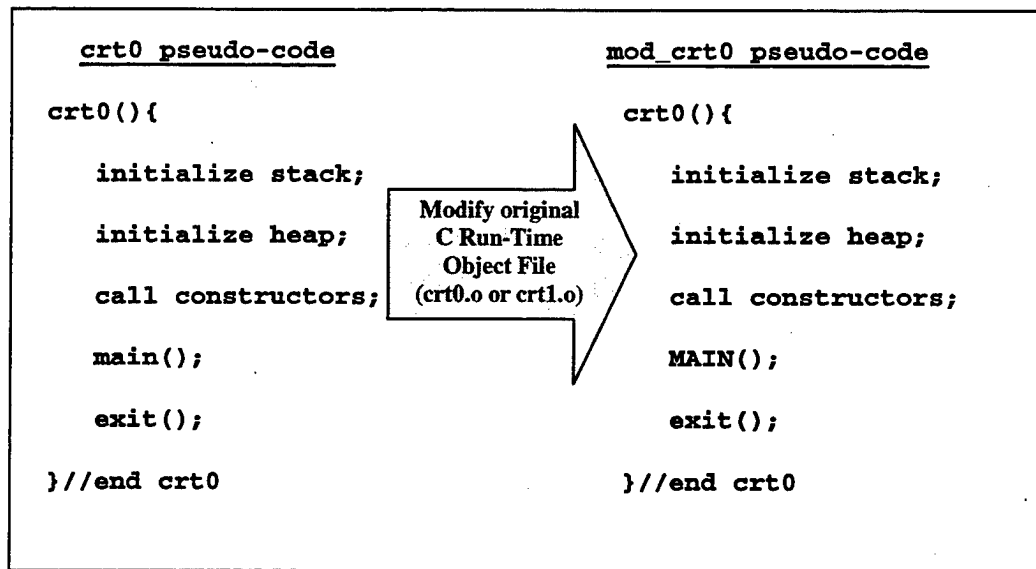 crt0 pseudo-code
crt0(){
initialize stack;
initialize heap;
call constructors;
main();
exit();
}//end crt0
Modify original
C Run-Time
Object File
(crt0.o or crt1.o)
mod_crt0 pseudo-code
crt0(){
initialize stack;
initialize heap;
call constructors;
MAIN();
exit();
}//end crt0